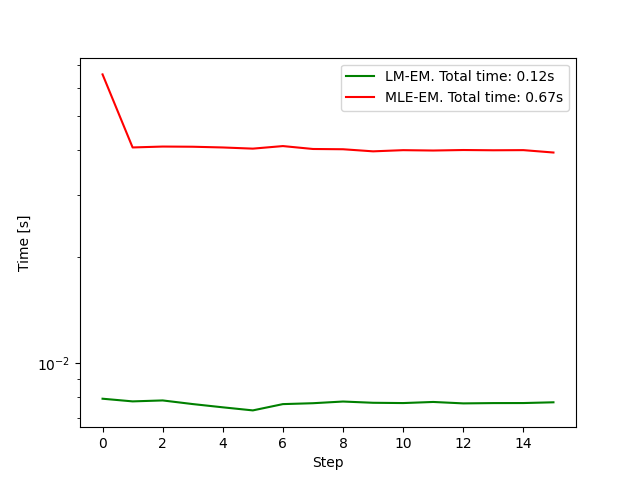 LM-EM. Total time: 0.12s
MLE-EM. Total time: 0.67s
Time [s]
10⁻²
0 2 4 6 8 10 12 14
Step